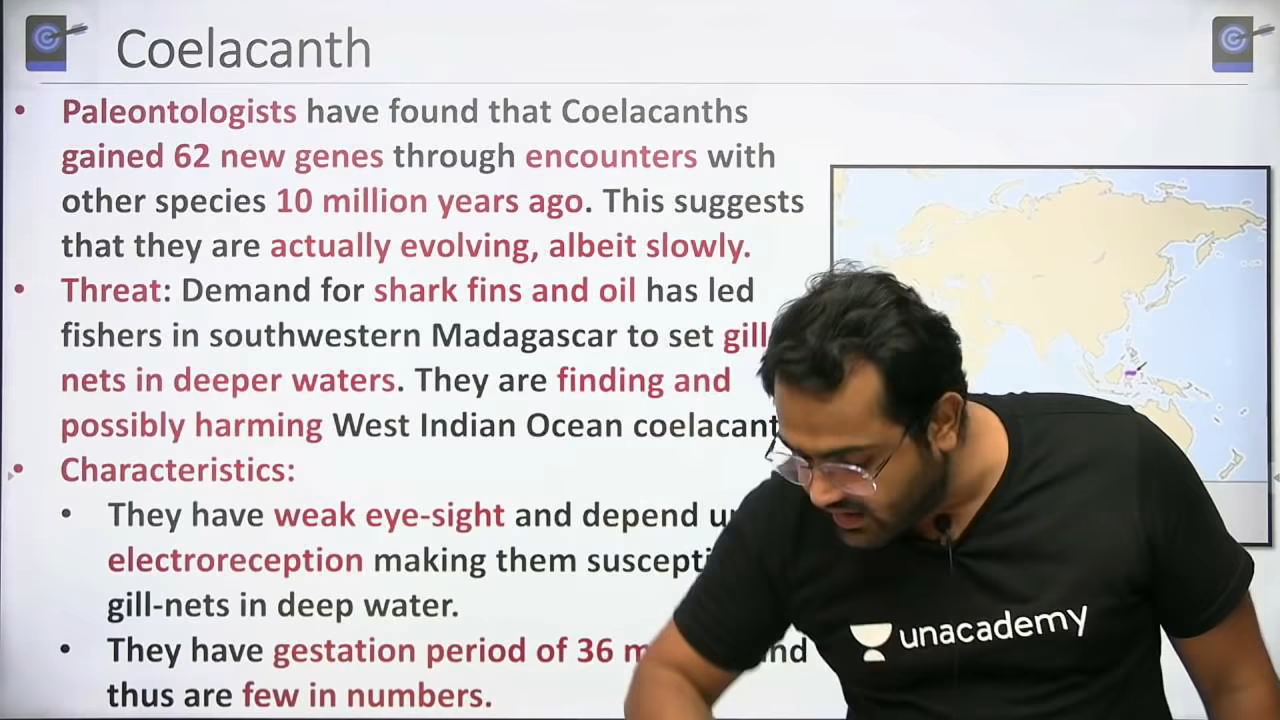 Coelacanth
• Paleontologists have found that Coelacanths
gained 62 new genes through encounters with
other species 10 million years ago. This suggests
that they are actually evolving, albeit slowly.
• Threat: Demand for shark fins and oil has led
fishers in southwestern Madagascar to set gill
nets in deeper waters. They are finding and
possibly harming West Indian Ocean coelacant
• Characteristics:
• They have weak eye-sight and depend
electroreception making them suscepti
gill-nets in deep water.
• They have gestation period of 36
thus are few in numbers.
unacademy